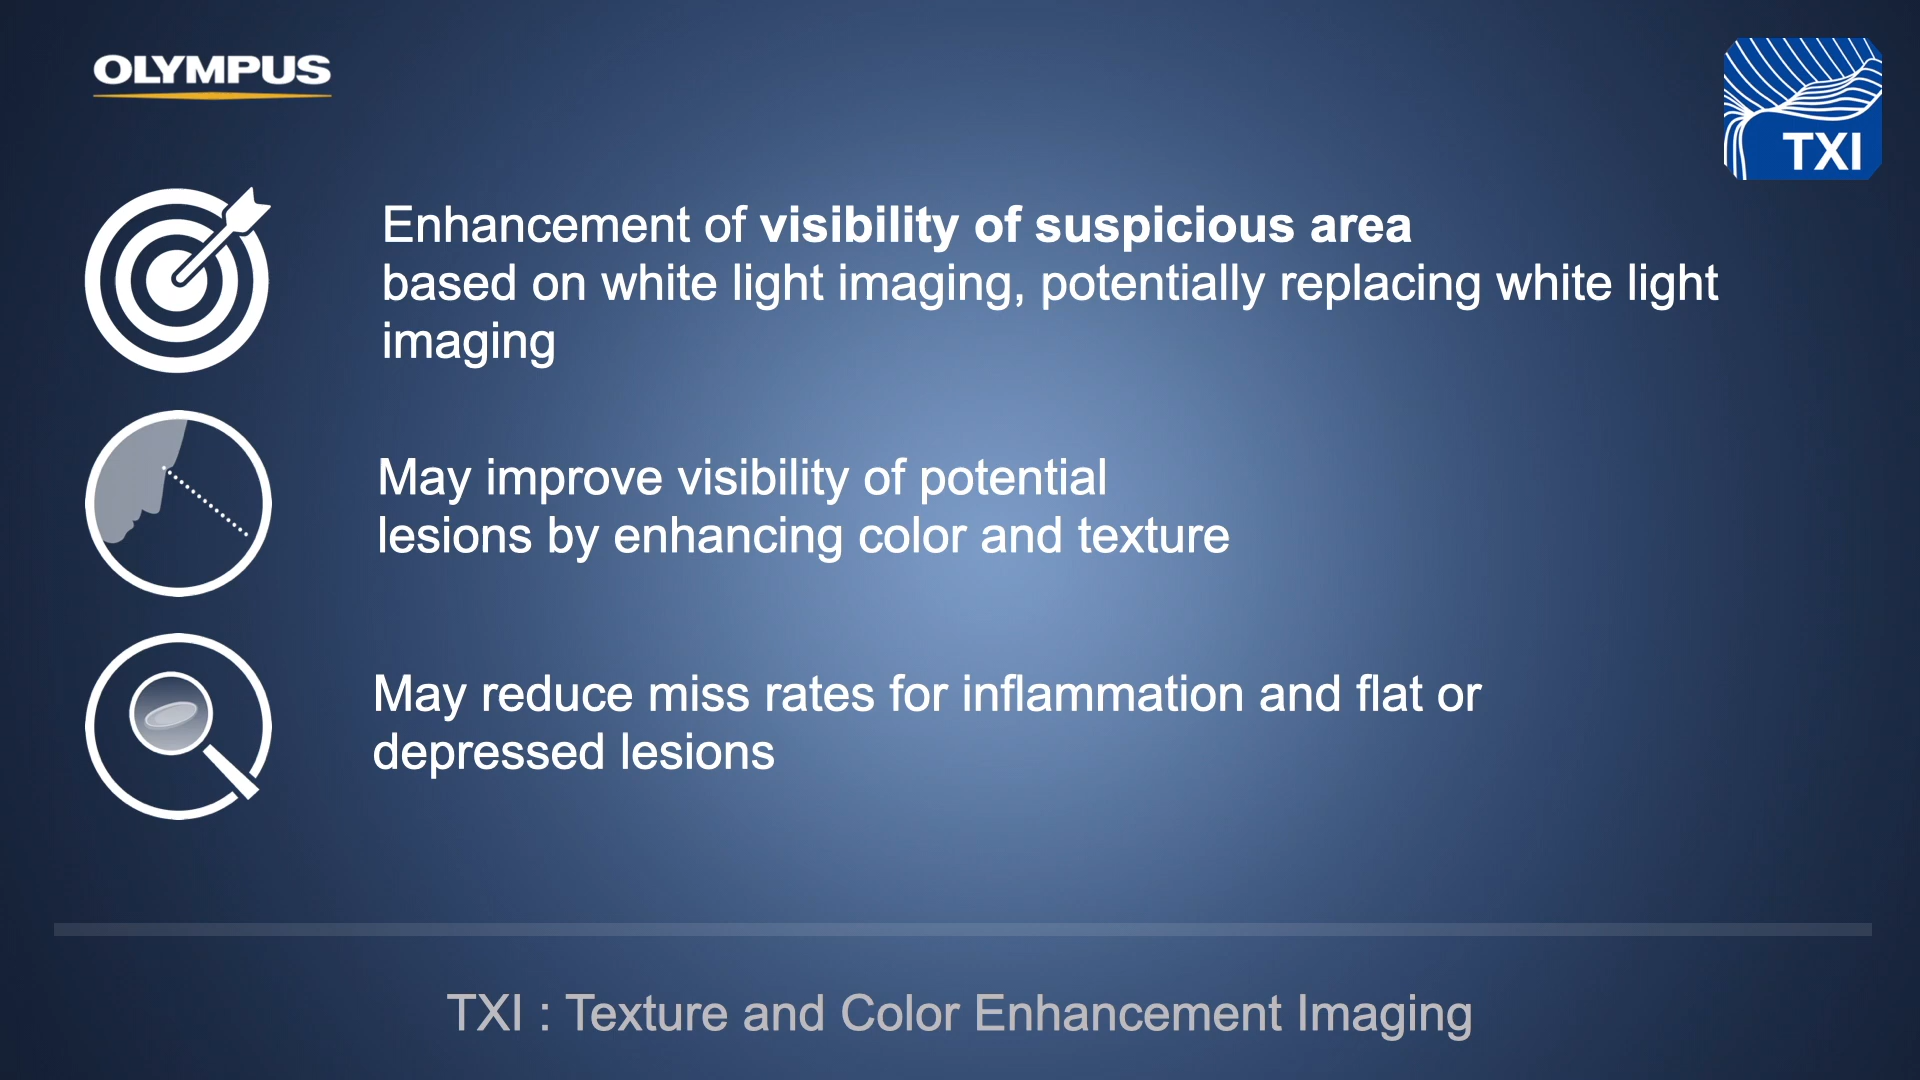 OLYMPUS
TXI
Enhancement of visibility of suspicious area
based on white light imaging, potentially replacing white light
imaging
May improve visibility of potential
lesions by enhancing color and texture
May reduce miss rates for inflammation and flat or
depressed lesions
TXI : Texture and Color Enhancement Imaging